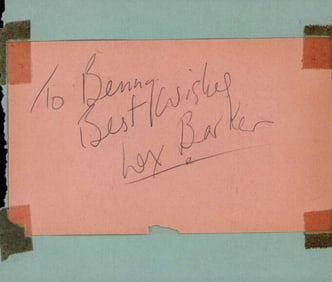 To Benny
Best Wishes
Lex Barker